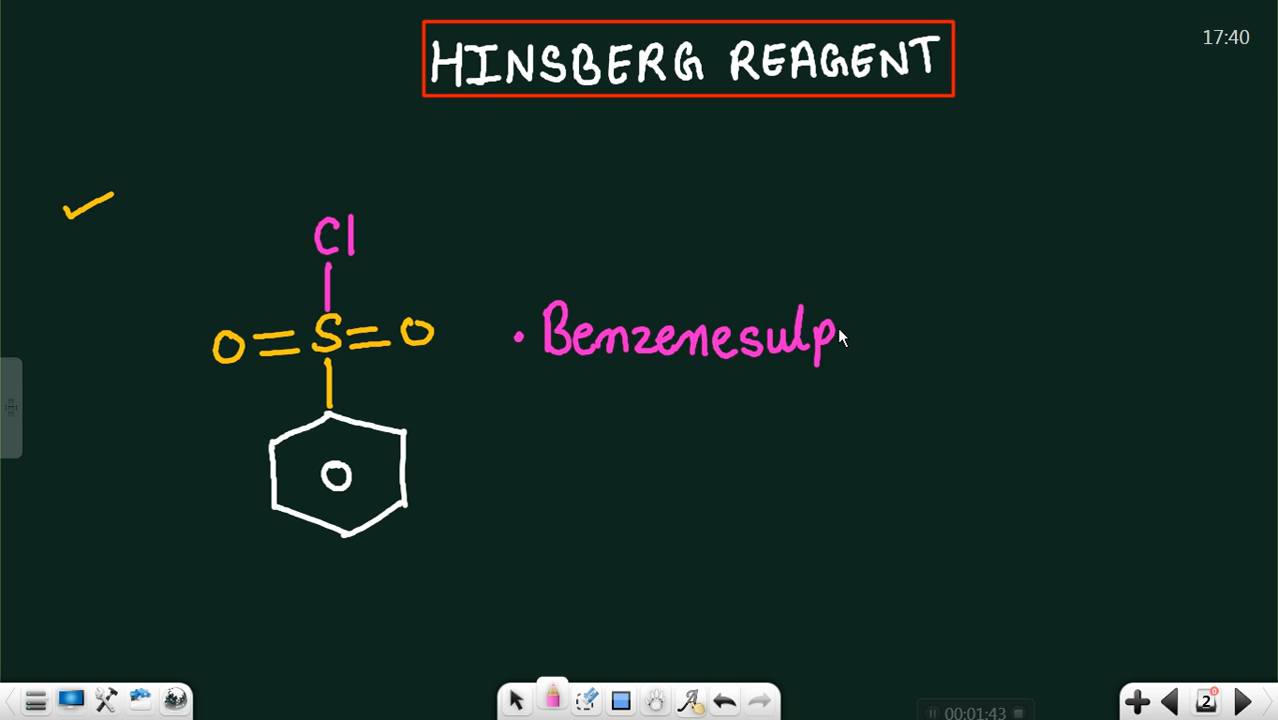 HINSBERG REAGENT
17:40
Cl
O=S=O
• Benzenesulp
2
00:01:43